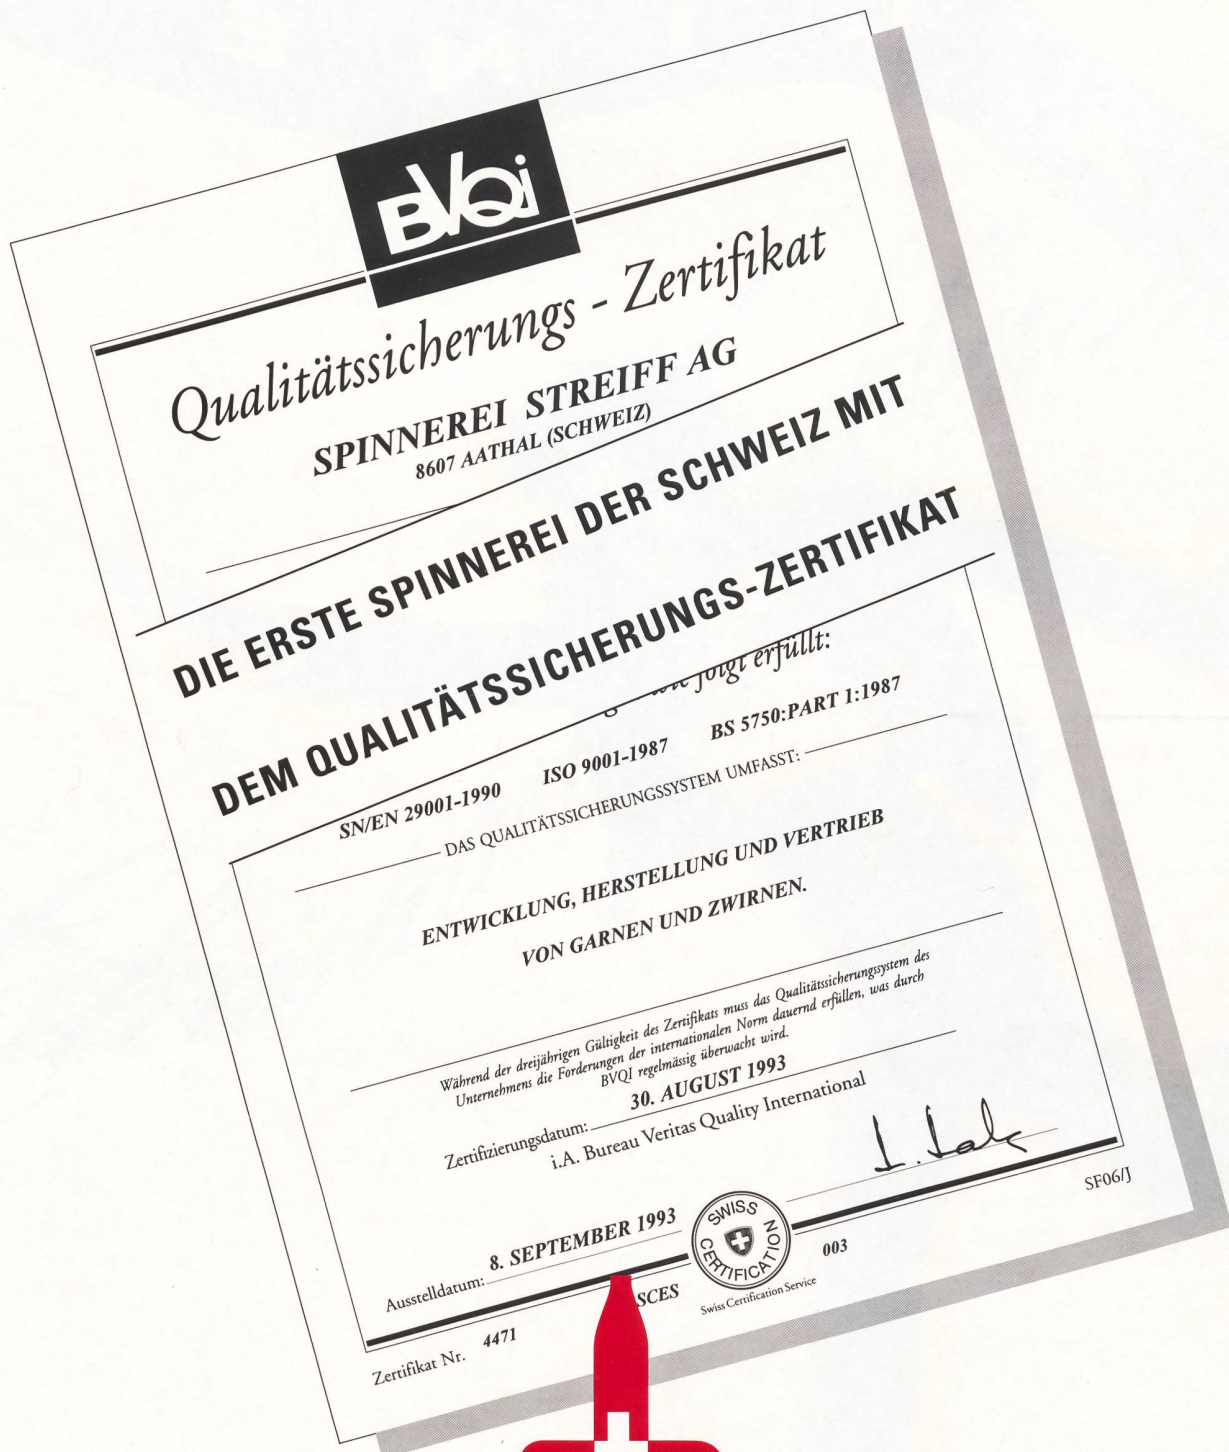 BVQi
Qualitätssicherungs - Zertifikat
SPINNEREI STREIFF AG
8607 AATHAL (SCHWEIZ)
DIE ERSTE SPINNEREI DER SCHWEIZ MIT
DEM QUALITÄTSSICHERUNGS-ZERTIFIKAT
folgt erfüllt:
SN/EN 29001-1990 ISO 9001-1987 BS 5750:PART 1:1987
DAS QUALITÄTSSICHERUNGSSYSTEM UMFASST:
ENTWICKLUNG, HERSTELLUNG UND VERTRIEB
VON GARNEN UND ZWIRNEN.
Während der dreijährigen Gültigkeit des Zertifikats muss das Qualitätssicherungssystem des
Unternehmens die Forderungen der internationalen Norm dauernd erfüllen, was durch
BVQI regelmässig überwacht wird.
Zertifizierungsdatum: 30. AUGUST 1993
i.A. Bureau Veritas Quality International
Ausstelldatum: 8. SEPTEMBER 1993
SWISS CERTIFICATION
SF06/J
SCES 003
Swiss Certification Service
Zertifikat Nr. 4471